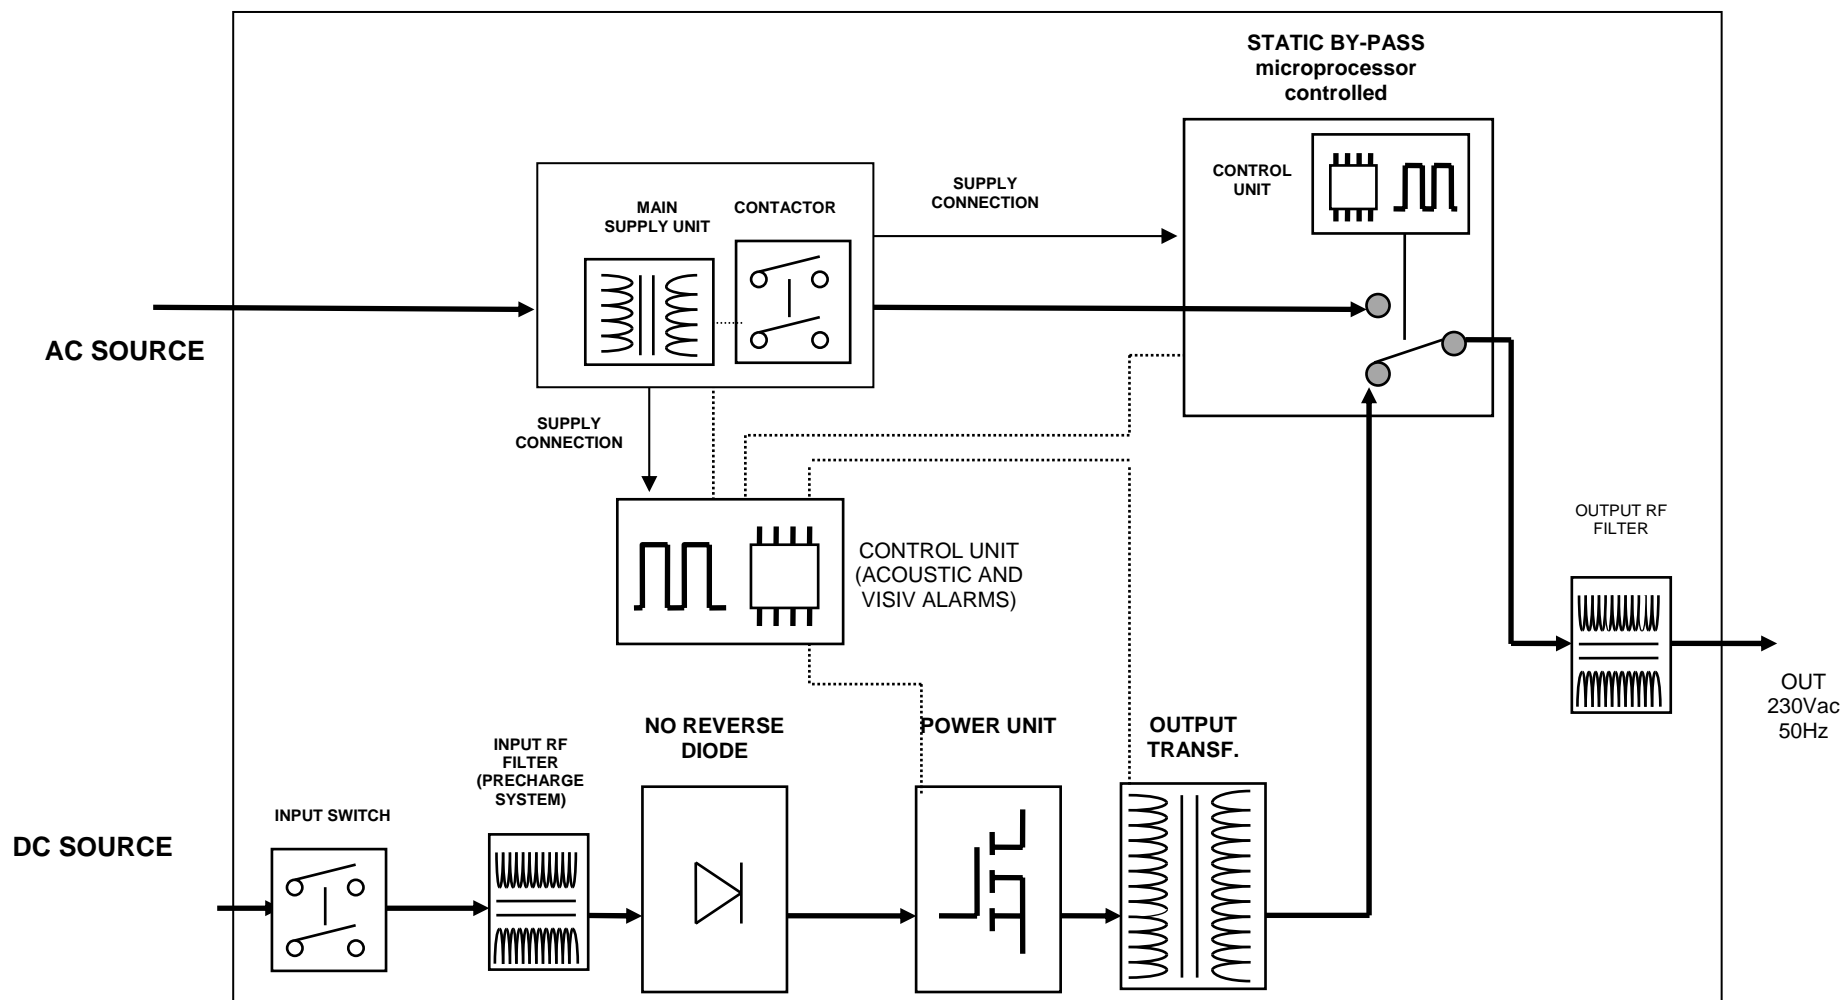 STATIC BY-PASS
microprocessor
controlled
CONTROL
UNIT
SUPPLY
CONNECTION
MAIN
SUPPLY UNIT
CONTACTOR
AC SOURCE
SUPPLY
CONNECTION
OUTPUT RF
FILTER
CONTROL UNIT
(ACOUSTIC AND
VISIV ALARMS)
OUT
230Vac
50Hz
NO REVERSE
DIODE
POWER UNIT
OUTPUT
TRANSF.
INPUT RF
FILTER
(PRECHARGE
SYSTEM)
INPUT SWITCH
DC SOURCE